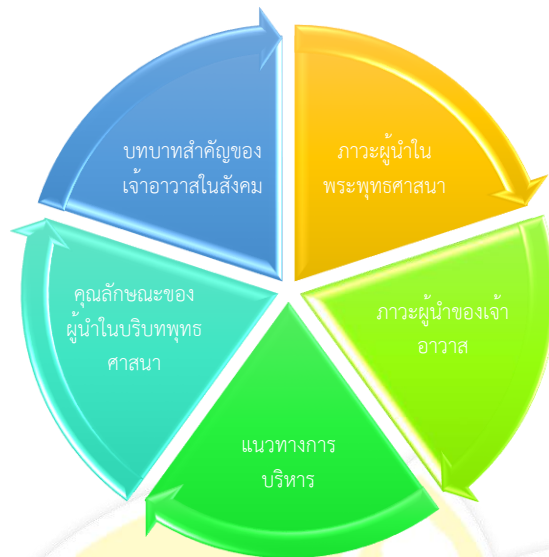 ภาวะผู้นำใน
พระพุทธศาสนา
ภาวะผู้นำของเจ้า
อาวาส
แนวทางการ
บริหาร
คุณลักษณะของ
ผู้นำในบริบทพุทธ
ศาสนา
บทบาทสำคัญของ
เจ้าอาวาสในสังคม